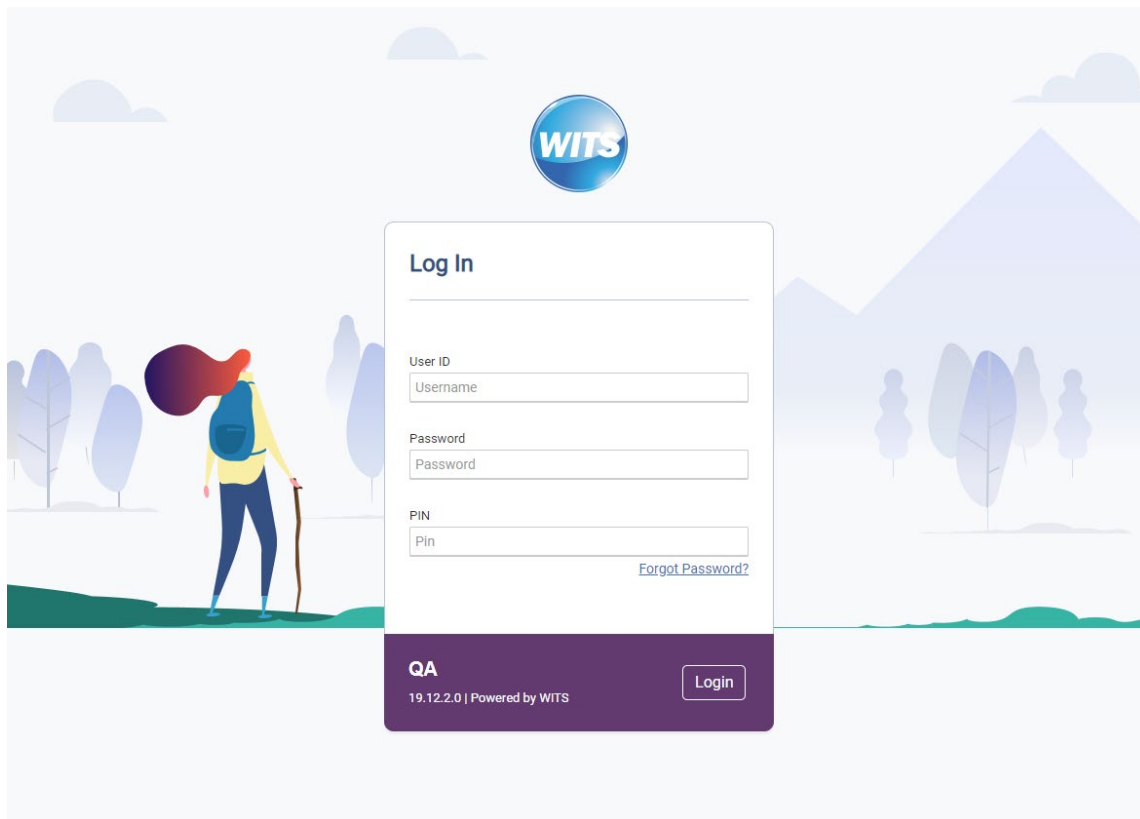 WITS
Log In
User ID
Username
Password
Password
PIN
Pin
Forgot Password?
QA
19.12.2.0 | Powered by WITS
Login